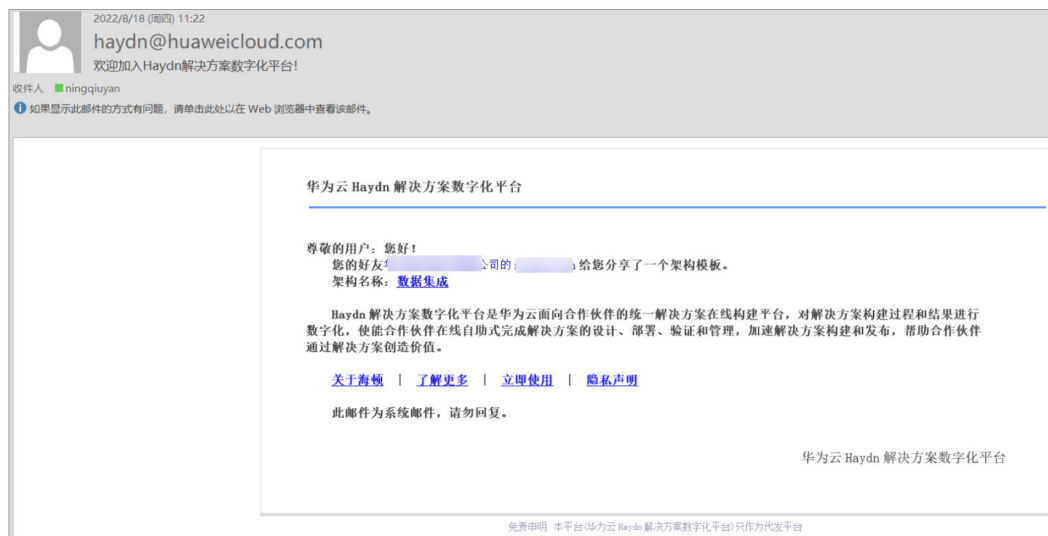 2022/8/18 (周四) 11:22
haydn@huaweicloud.com
欢迎加入Haydn解决方案数字化平台!
收件人 ningqiuyan
如果显示此邮件的方式有问题，请单击此处以在 Web 浏览器中查看该邮件。
华为云 Haydn 解决方案数字化平台
尊敬的用户：您好！
您的好友 公司的 给您分享了一个架构模板。
架构名称：数据集成
Haydn 解决方案数字化平台是华为云面向合作伙伴的统一解决方案在线构建平台，对解决方案构建过程和结果进行
数字化，使能合作伙伴在线自助式完成解决方案的设计、部署、验证和管理，加速解决方案构建和发布，帮助合作伙伴
通过解决方案创造价值。
关于海顿 | 了解更多 | 立即使用 | 隐私声明
此邮件为系统邮件，请勿回复。
华为云 Haydn 解决方案数字化平台
免责申明 本平台(华为云 Haydn 解决方案数字化平台)只作为代发平台